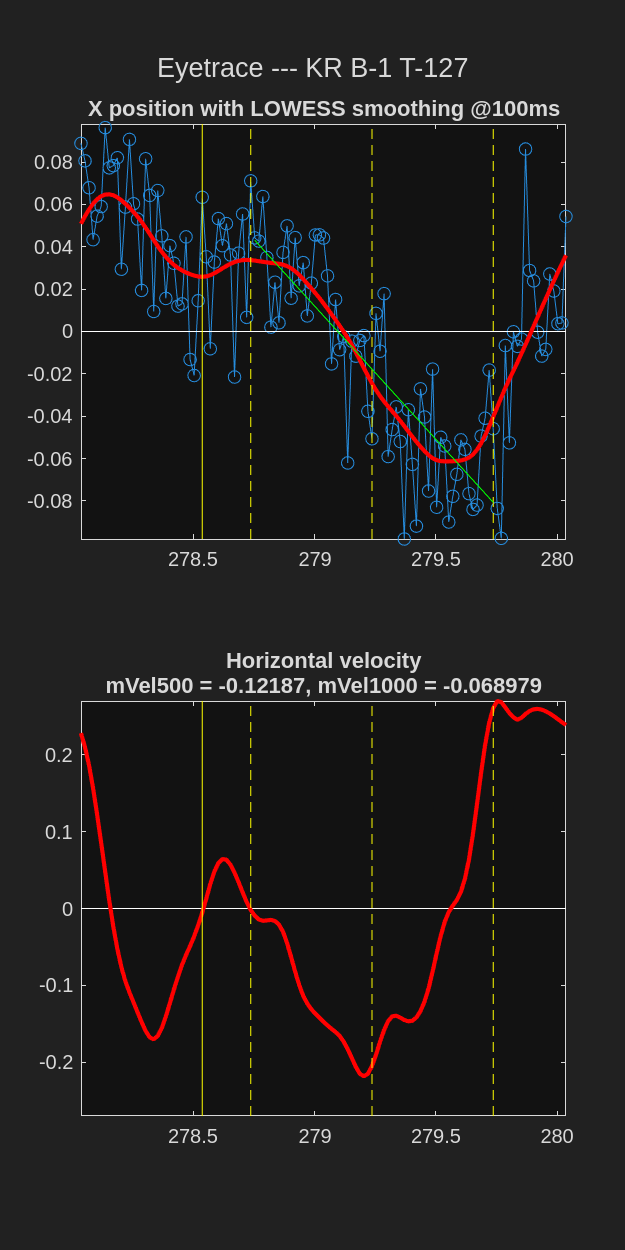 Eyetrace --- KR B-1 T-127
X position with LOWESS smoothing @100ms
0.08
0.06
0.04
0.02
0
-0.02
-0.04
-0.06
-0.08
278.5 279 279.5 280
Horizontal velocity
mVel500 = -0.12187, mVel1000 = -0.068979
0.2
0.1
0
-0.1
-0.2
278.5 279 279.5 280